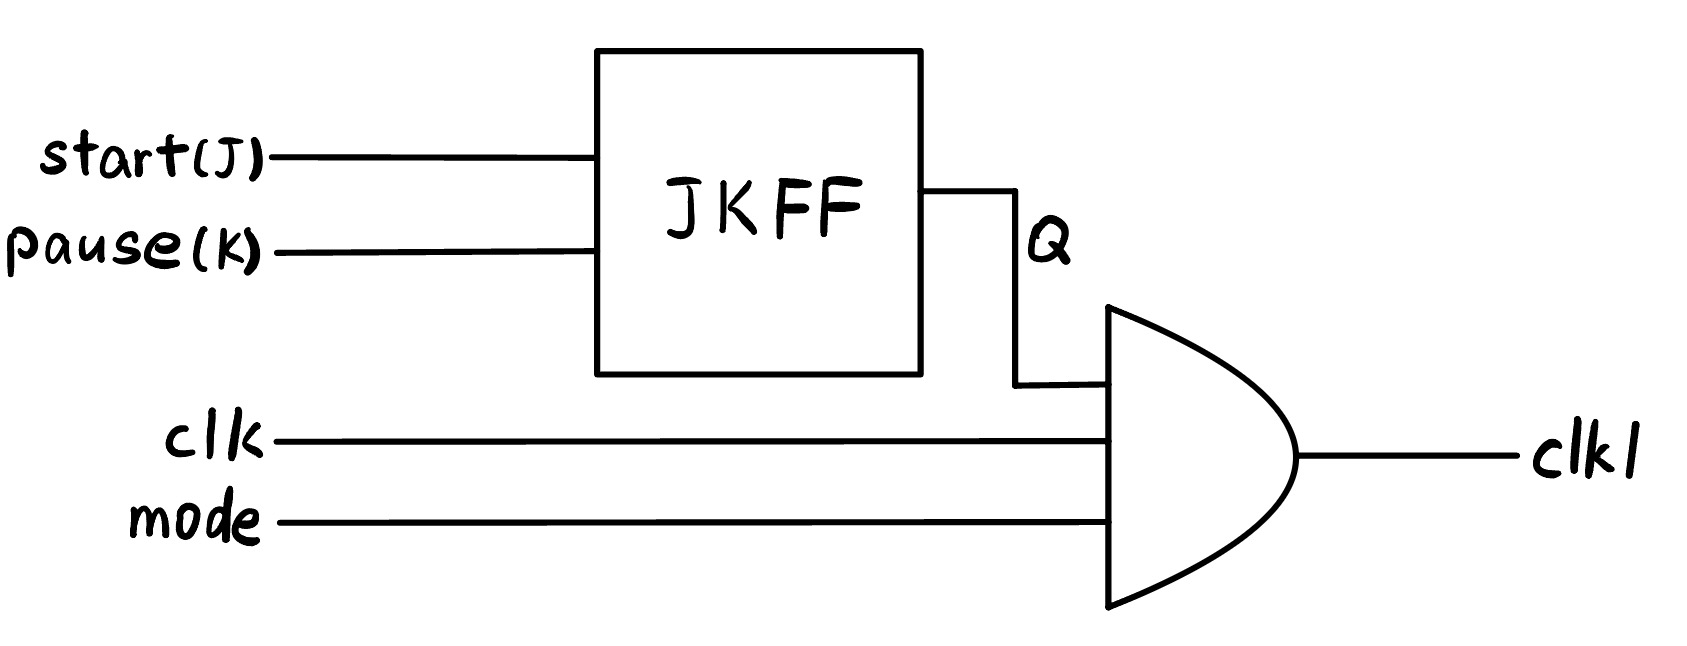 start(J)
pause(K)
JKFF
Q
clk
mode
clk1